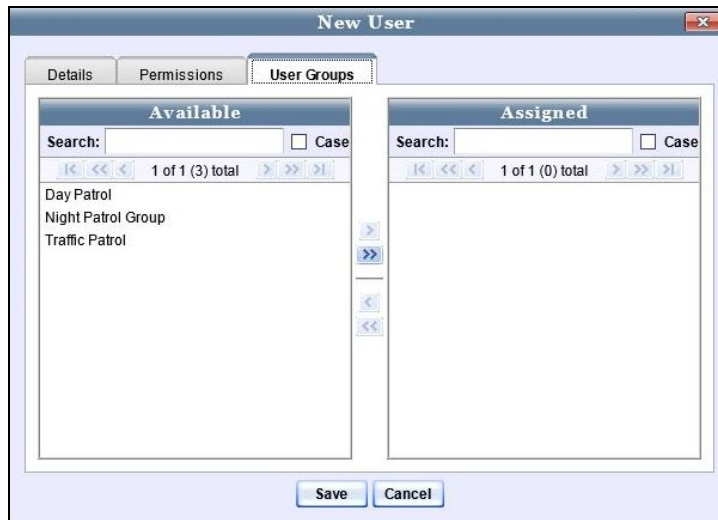 New User
Details Permissions User Groups
Available
Search: Case
|< << < 1 of 1 (3) total > >> >|
Day Patrol
Night Patrol Group
Traffic Patrol
>
>>
<
<<
Assigned
Search: Case
|< << < 1 of 1 (0) total > >> >|
Save Cancel